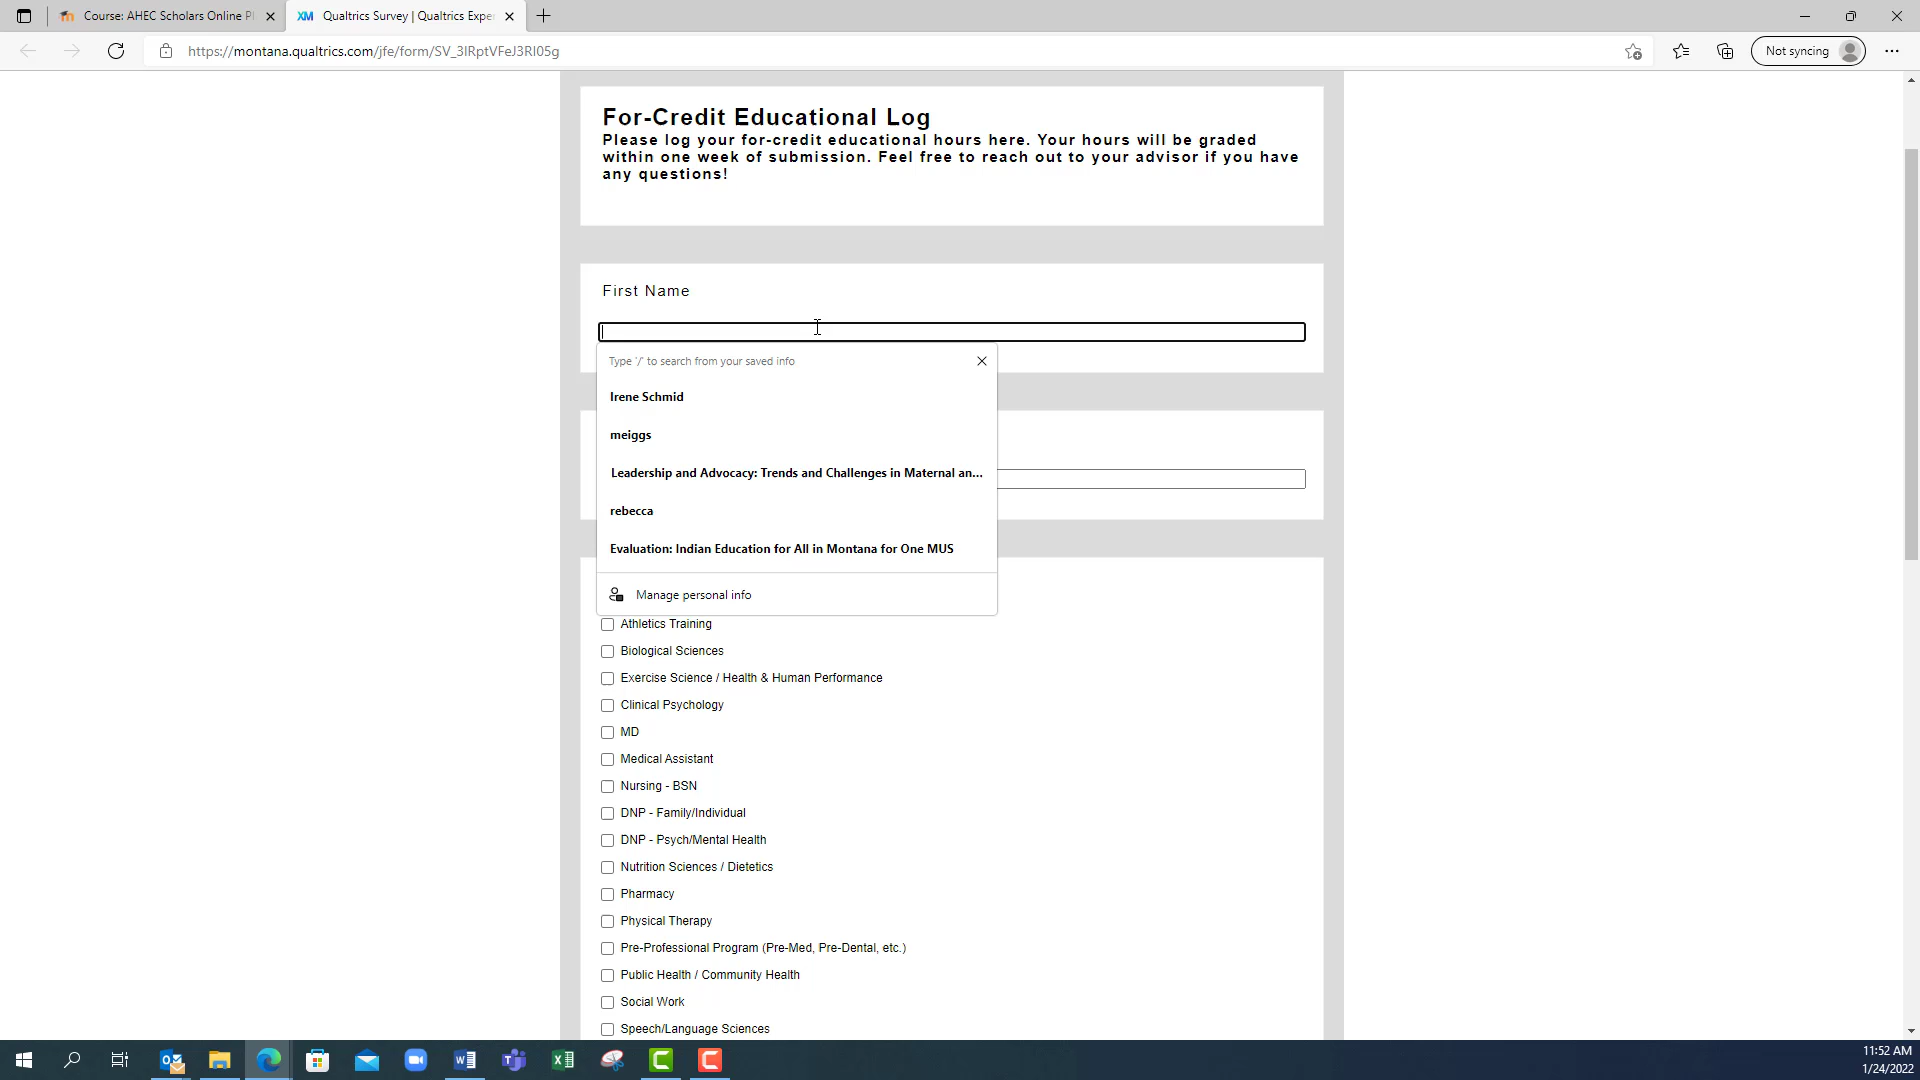 Course: AHEC Scholars Online Pl
Qualtrics Survey | Qualtrics Expe
https://montana.qualtrics.com/jfe/form/SV_3IRptVFeJ3RI05g
Not syncing
For-Credit Educational Log
Please log your for-credit educational hours here. Your hours will be graded
within one week of submission. Feel free to reach out to your advisor if you have
any questions!
First Name
Type '/' to search from your saved info
Irene Schmid
meiggs
Leadership and Advocacy: Trends and Challenges in Maternal an...
rebecca
Evaluation: Indian Education for All in Montana for One MUS
Manage personal info
Athletics Training
Biological Sciences
Exercise Science / Health & Human Performance
Clinical Psychology
MD
Medical Assistant
Nursing - BSN
DNP - Family/Individual
DNP - Psych/Mental Health
Nutrition Sciences / Dietetics
Pharmacy
Physical Therapy
Pre-Professional Program (Pre-Med, Pre-Dental, etc.)
Public Health / Community Health
Social Work
Speech/Language Sciences
11:52 AM
1/24/2022